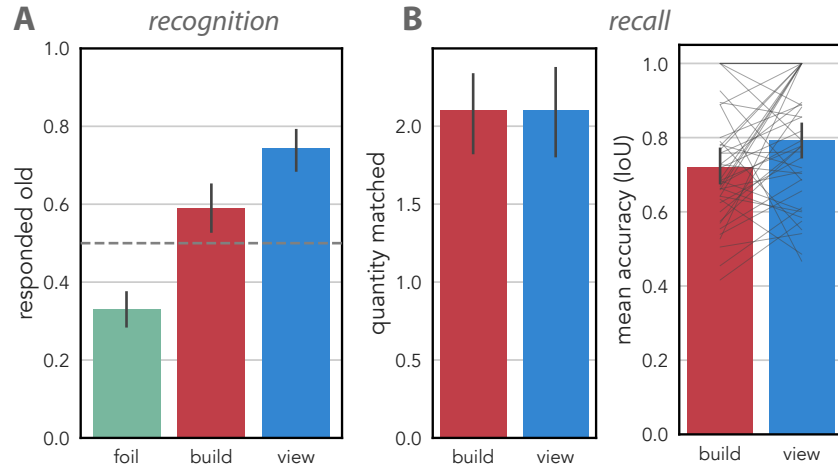 A
recognition
responded old
1.0
0.8
0.6
0.4
0.2
0.0
foil build view
B
recall
quantity matched
2.0
1.5
1.0
0.5
0.0
build view
mean accuracy (IoU)
1.0
0.8
0.6
0.4
0.2
0.0
build view